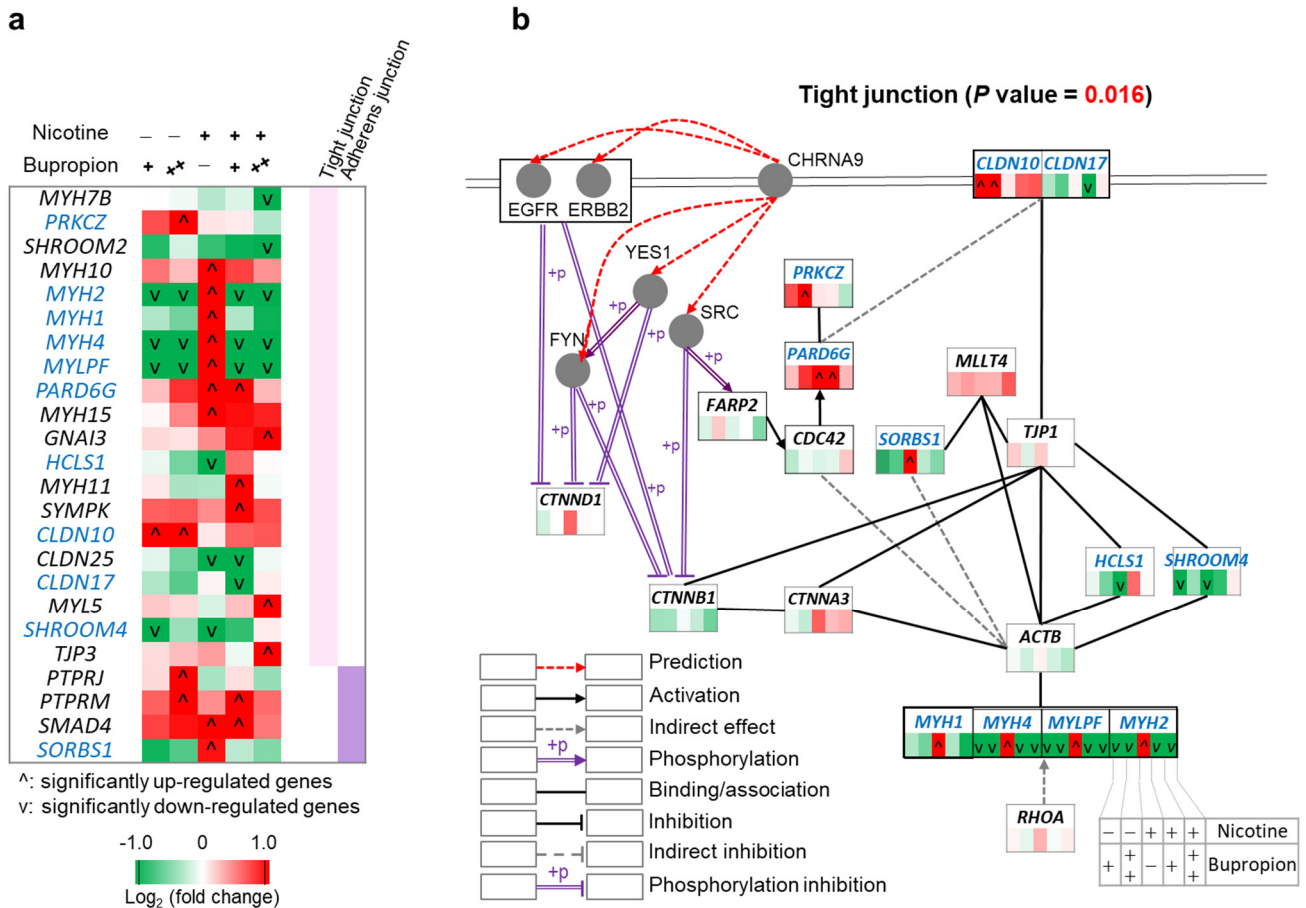 a
Nicotine – – + + +
Bupropion + ++ – + ++
Tight junction
Adherens junction
MYH7B v
PRKCZ ^
SHROOM2 v
MYH10 ^
MYH2 v v ^ v v
MYH1 ^
MYH4 v v ^ v v
MYLPF v v ^ v v
PARD6G ^ ^
MYH15 ^
GNAI3 ^
HCLS1 v
MYH11 ^
SYMPK ^
CLDN10 ^ ^
CLDN25 v v
CLDN17 v
MYL5 ^
SHROOM4 v v
TJP3 ^
PTPRJ ^
PTPRM ^ ^
SMAD4 ^ ^
SORBS1 ^
^: significantly up-regulated genes
v: significantly down-regulated genes
-1.0 0 1.0
Log2 (fold change)
b
Tight junction (P value = 0.016)
CHRNA9
CLDN10 CLDN17
^ ^ v
EGFR ERBB2
YES1
+p
+p
PRKCZ
^
SRC
+p
+p
FYN
+p
PARD6G
^ ^
MLLT4
+p
+p
FARP2
CDC42
SORBS1
^
TJP1
+p
+p
CTNND1
HCLS1
v
SHROOM4
v v
CTNNB1
CTNNA3
ACTB
MYH1 MYH4 MYLPF MYH2
^ v v ^ v v v v ^ v v v v ^ v v
RHOA
– – + + + Nicotine
+ ++ – + ++ Bupropion
Prediction
Activation
Indirect effect
+p Phosphorylation
Binding/association
Inhibition
Indirect inhibition
+p Phosphorylation inhibition